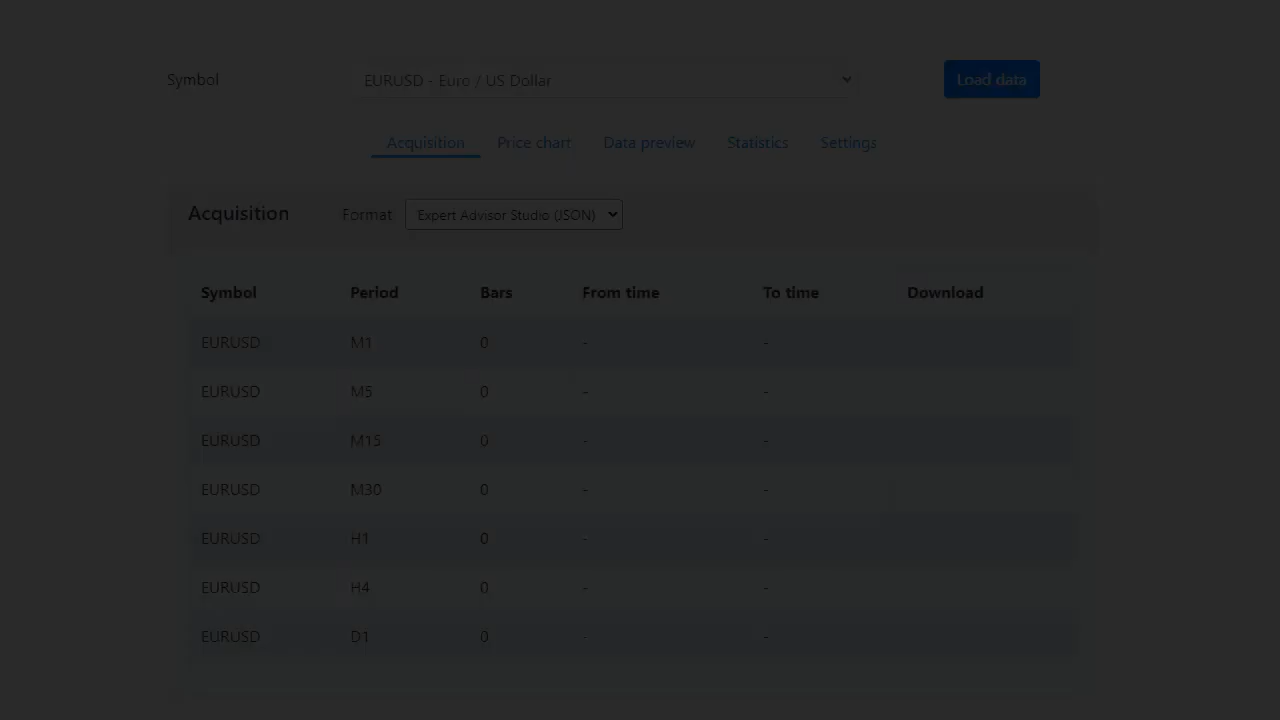 Symbol EURUSD - Euro / US Dollar Load data
Acquisition Price chart Data preview Statistics Settings
Acquisition Format Expert Advisor Studio (JSON)
Symbol Period Bars From time To time Download
EURUSD M1 0 - -
EURUSD M5 0 - -
EURUSD M15 0 - -
EURUSD M30 0 - -
EURUSD H1 0 - -
EURUSD H4 0 - -
EURUSD D1 0 - -